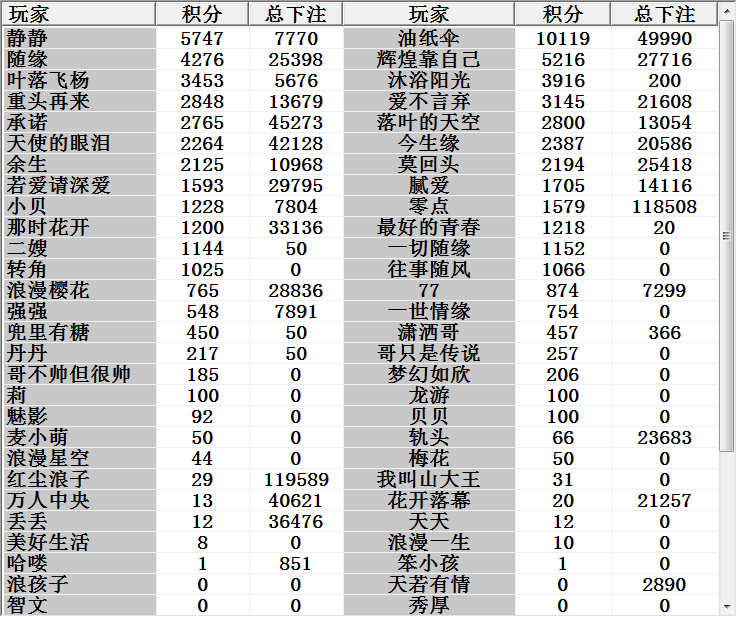 玩家 积分 总下注 玩家 积分 总下注
静静 5747 7770 油纸伞 10119 49990
随缘 4276 25398 辉煌靠自己 5216 27716
叶落飞杨 3453 5676 沐浴阳光 3916 200
重头再来 2848 13679 爱不言弃 3145 21608
承诺 2765 45273 落叶的天空 2800 13054
天使的眼泪 2264 42128 今生缘 2387 20586
余生 2125 10968 莫回头 2194 25418
若爱请深爱 1593 29795 腻爱 1705 14116
小贝 1228 7804 零点 1579 118508
那时花开 1200 33136 最好的青春 1218 20
二嫂 1144 50 一切随缘 1152 0
转角 1025 0 往事随风 1066 0
浪漫樱花 765 28836 77 874 7299
强强 548 7891 一世情缘 754 0
兜里有糖 450 50 潇洒哥 457 366
丹丹 217 50 哥只是传说 257 0
哥不帅但很帅 185 0 梦幻如欣 206 0
莉 100 0 龙游 100 0
魅影 92 0 贝贝 100 0
麦小萌 50 0 轨头 66 23683
浪漫星空 44 0 梅花 50 0
红尘浪子 29 119589 我叫山大王 31 0
万人中央 13 40621 花开落幕 20 21257
丢丢 12 36476 天天 12 0
美好生活 8 0 浪漫一生 10 0
哈喽 1 851 笨小孩 1 0
浪孩子 0 0 天若有情 0 2890
智文 0 0 秀厚 0 0